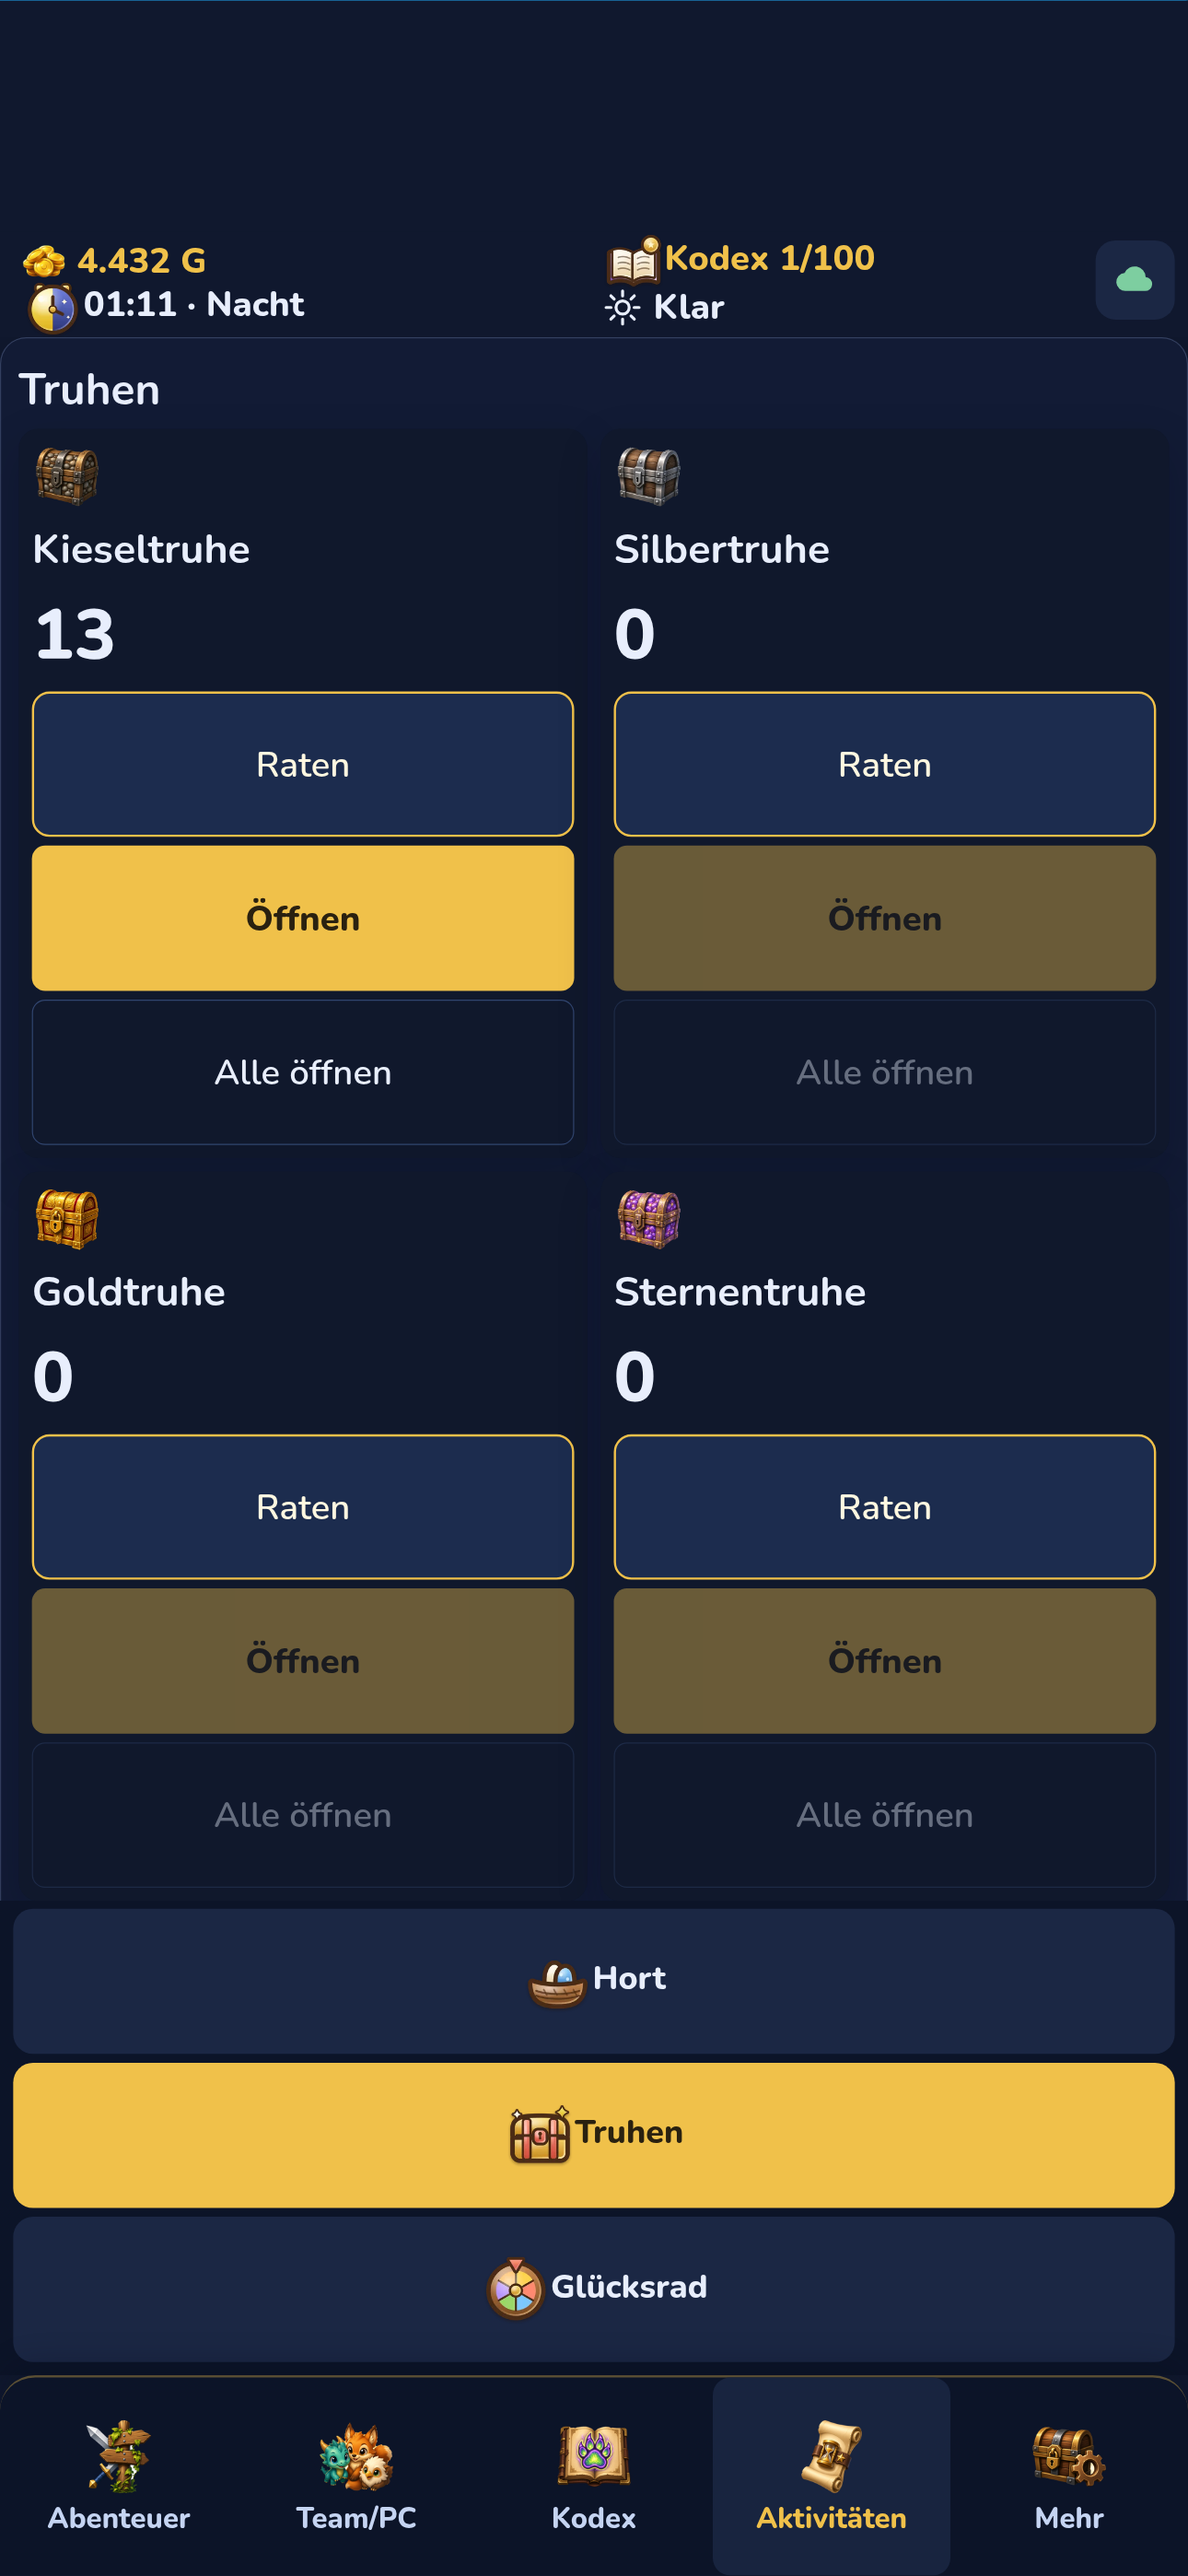 4.432 G
Kodex 1/100
01:11 · Nacht
Klar
Truhen
Kieseltruhe
13
Raten
Öffnen
Alle öffnen
Silbertruhe
0
Raten
Öffnen
Alle öffnen
Goldtruhe
0
Raten
Öffnen
Alle öffnen
Sternentruhe
0
Raten
Öffnen
Alle öffnen
Hort
Truhen
Glücksrad
Abenteuer
Team/PC
Kodex
Aktivitäten
Mehr